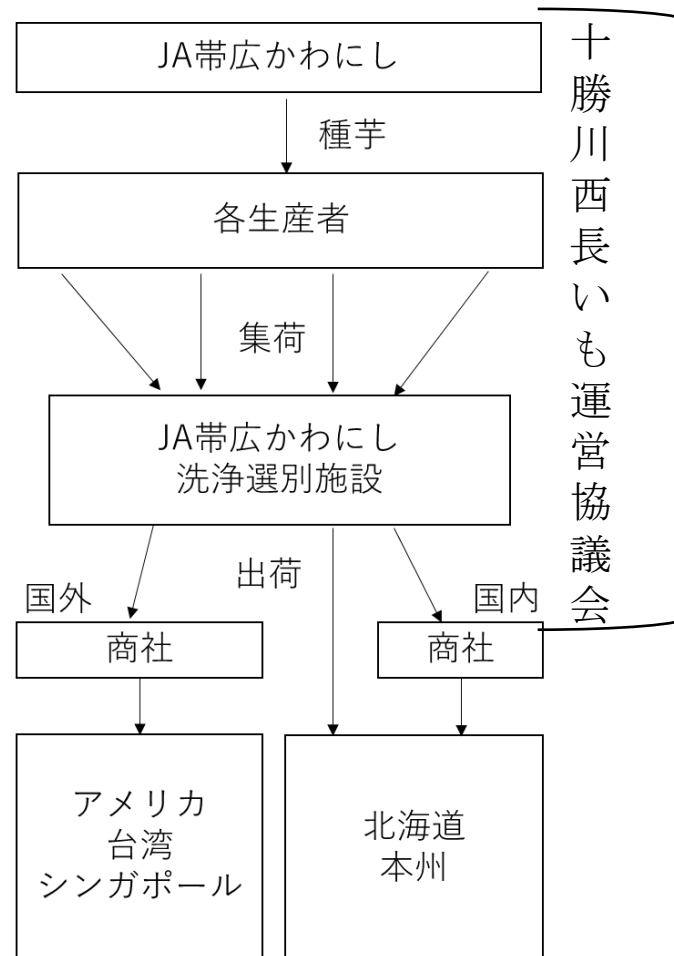 JA帯広かわにし
種芋
各生産者
集荷
JA帯広かわにし
洗浄選別施設
出荷
国外
国内
商社
商社
アメリカ
台湾
シンガポール
北海道
本州
十勝川西長いも運営協議会